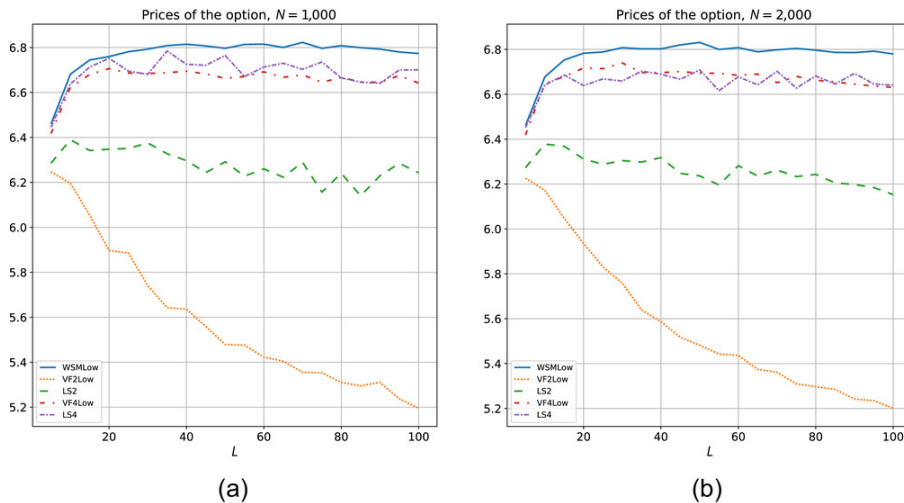 Prices of the option, N = 1,000
6.8
6.6
6.4
6.2
6.0
5.8
5.6
5.4
5.2
WSMLow
VF2Low
LS2
VF4Low
LS4
20 40 60 80 100
L
(a)
Prices of the option, N = 2,000
6.8
6.6
6.4
6.2
6.0
5.8
5.6
5.4
5.2
WSMLow
VF2Low
LS2
VF4Low
LS4
20 40 60 80 100
L
(b)